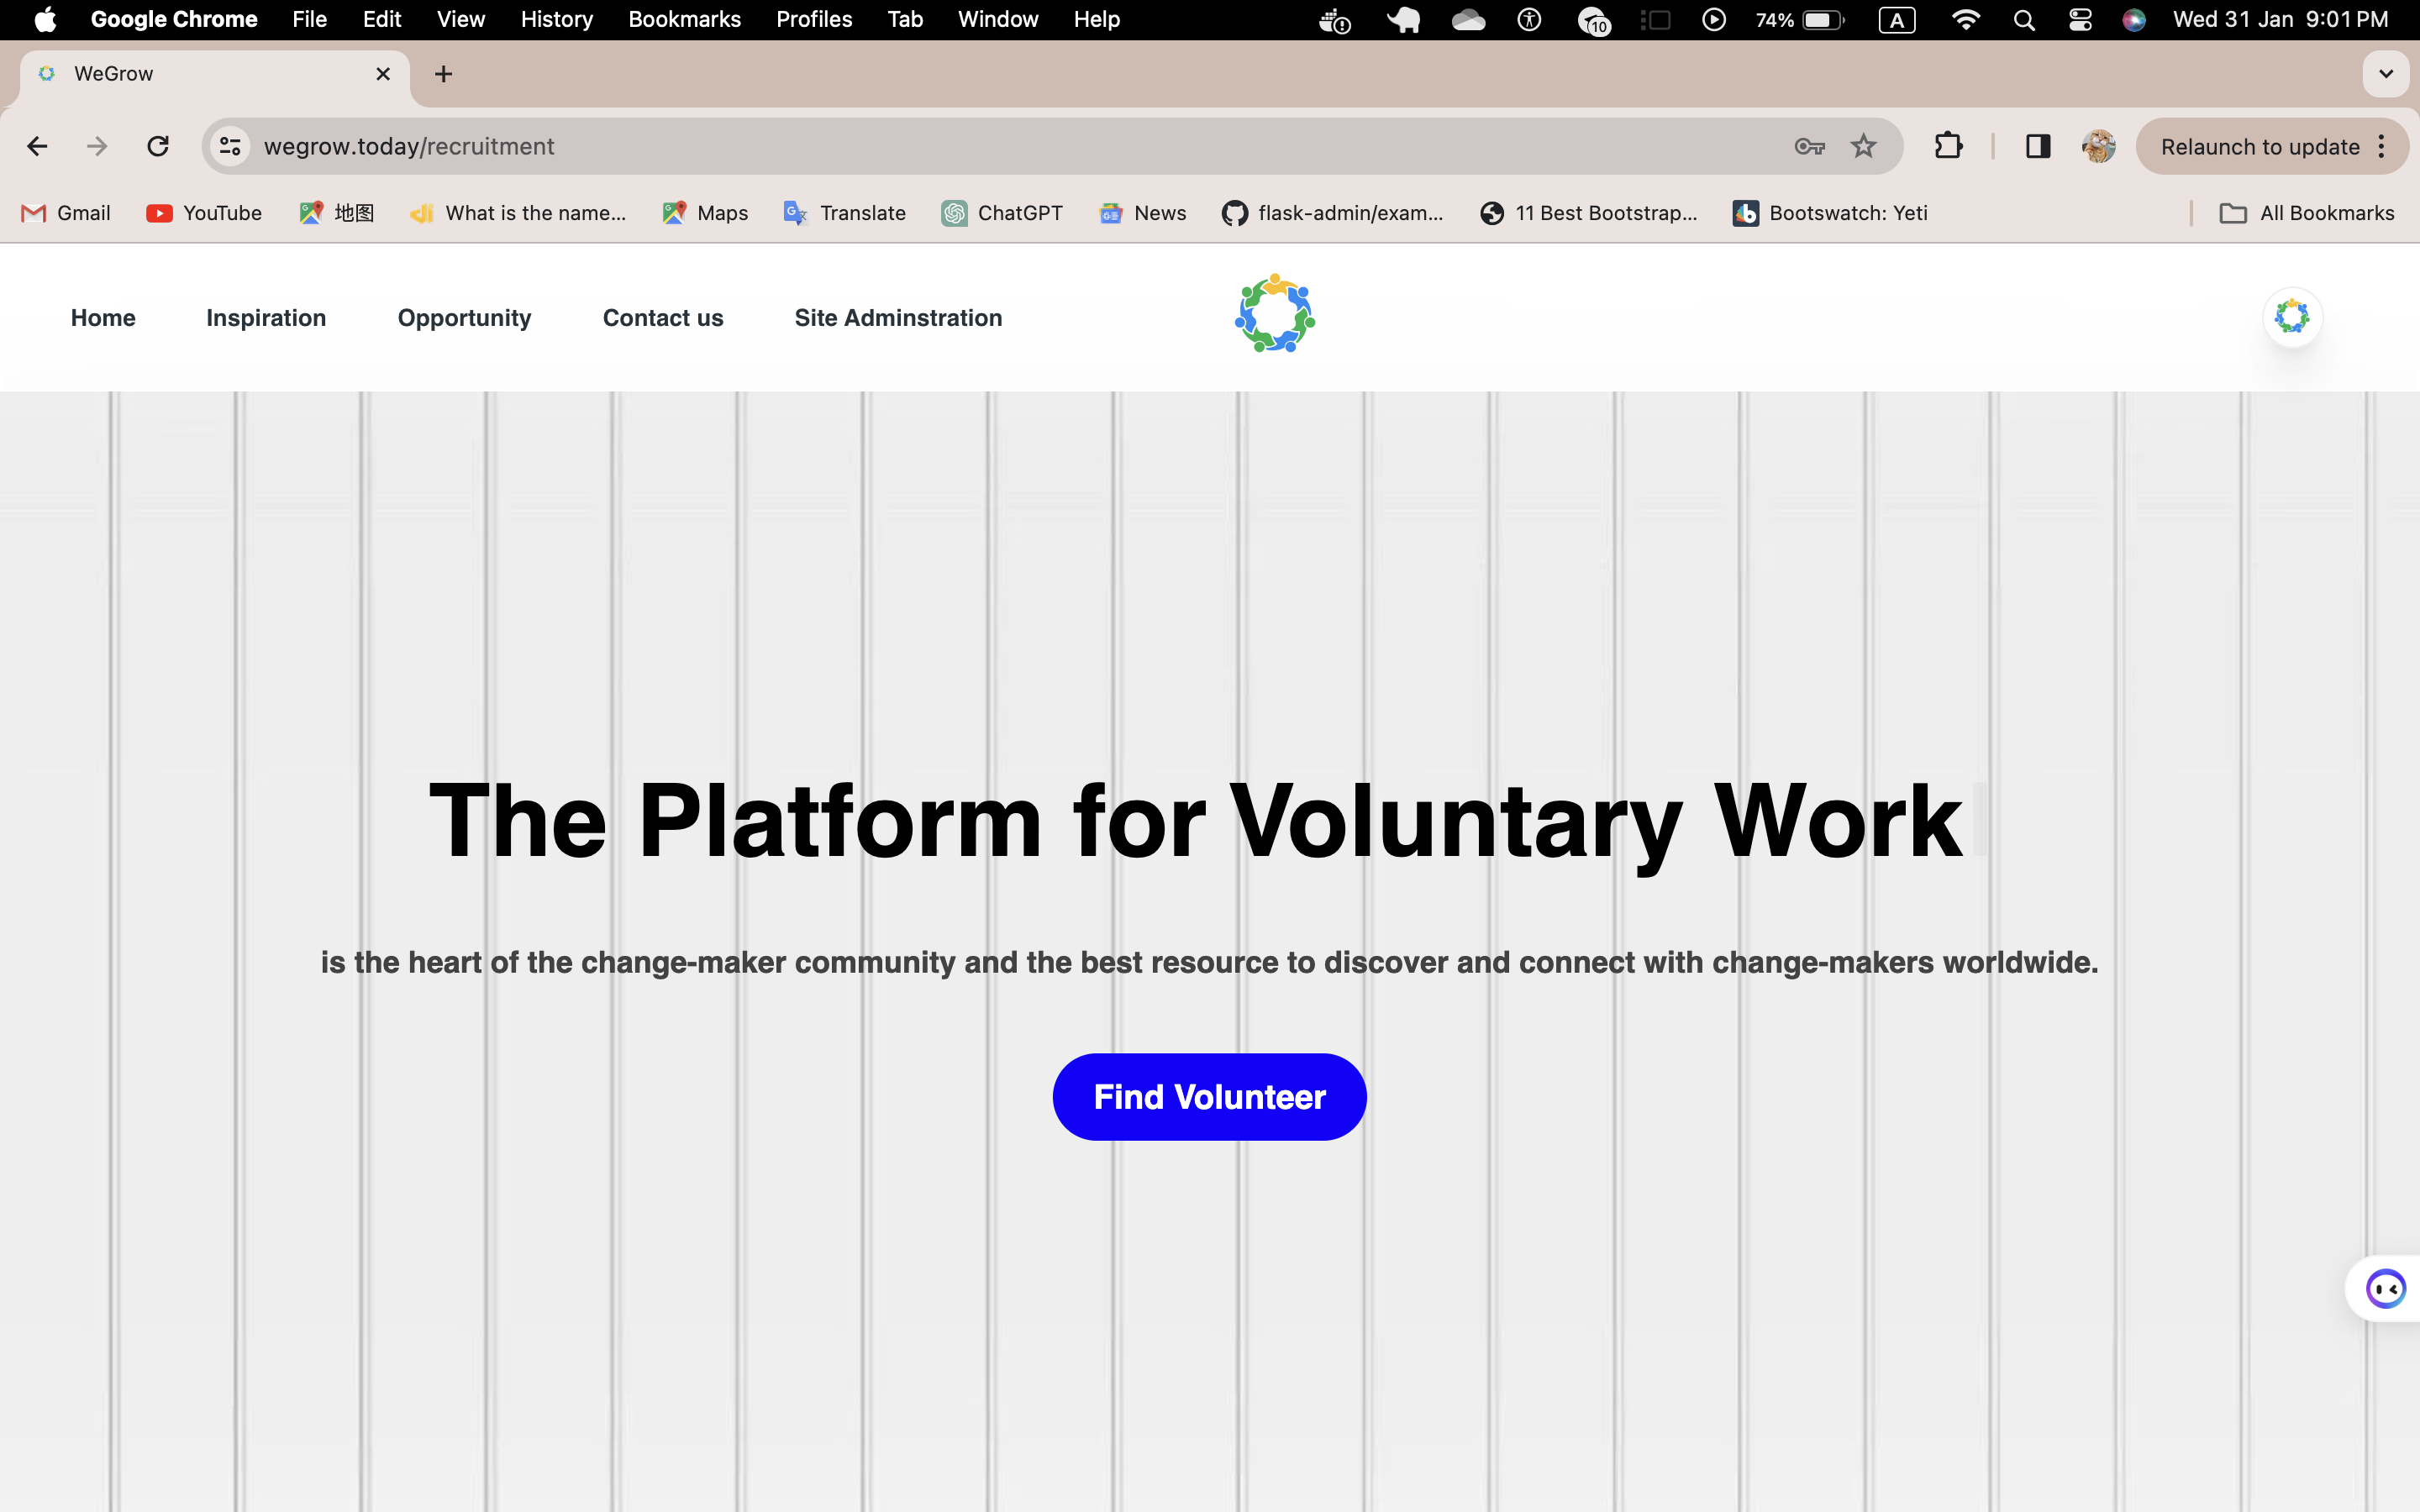 Google Chrome File Edit View History Bookmarks Profiles Tab Window Help 10 74% A Wed 31 Jan 9:01 PM
WeGrow
wegrow.today/recruitment Relaunch to update
Gmail YouTube 地图 What is the name... Maps Translate ChatGPT News flask-admin/exam... 11 Best Bootstrap... Bootswatch: Yeti All Bookmarks
Home Inspiration Opportunity Contact us Site Adminstration
The Platform for Voluntary Work
is the heart of the change-maker community and the best resource to discover and connect with change-makers worldwide.
Find Volunteer